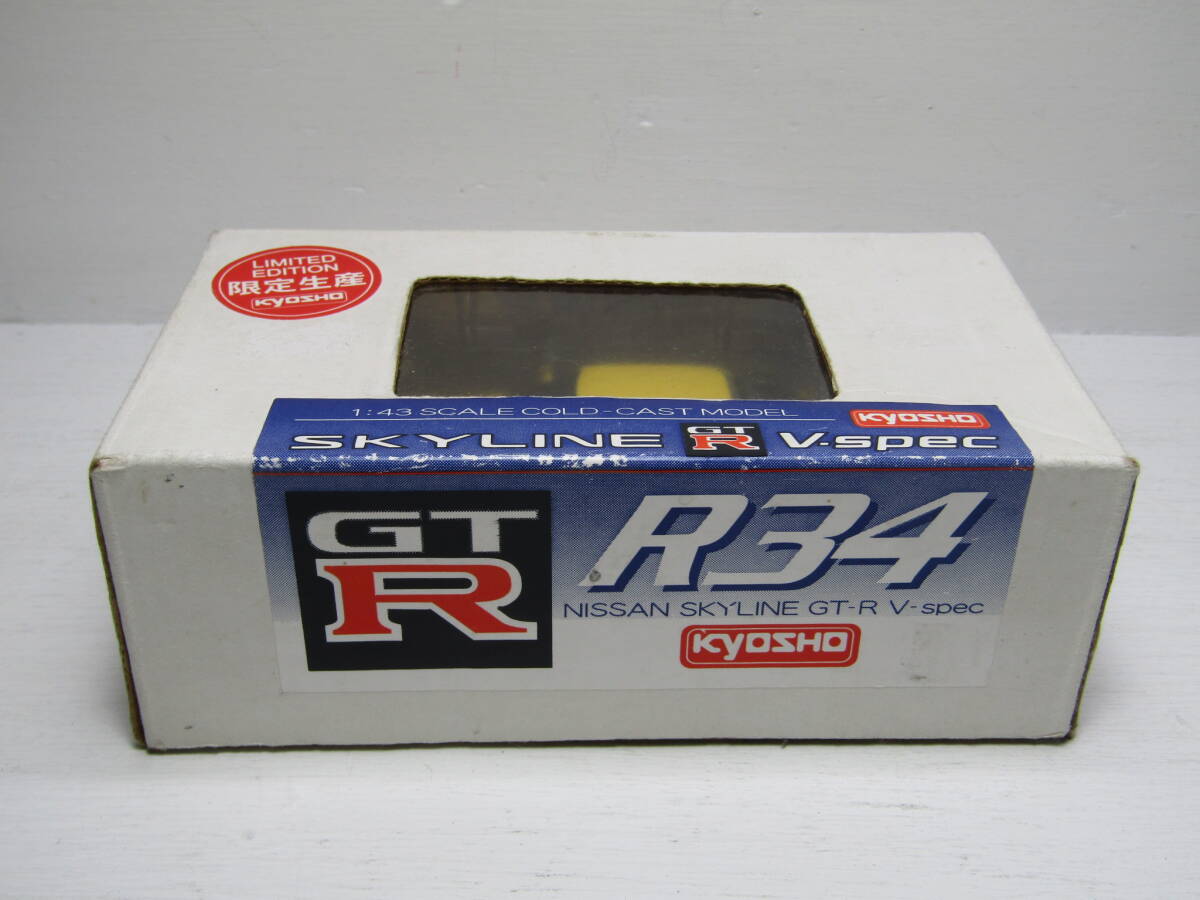 LIMITED
EDITION
限定生産
KYOSHO
1:43 SCALE COLD-CAST MODEL
KYOSHO
SKYLINE GT R V·spec
GT
R
R34
NISSAN SKYLINE GT-R V-spec
KYOSHO